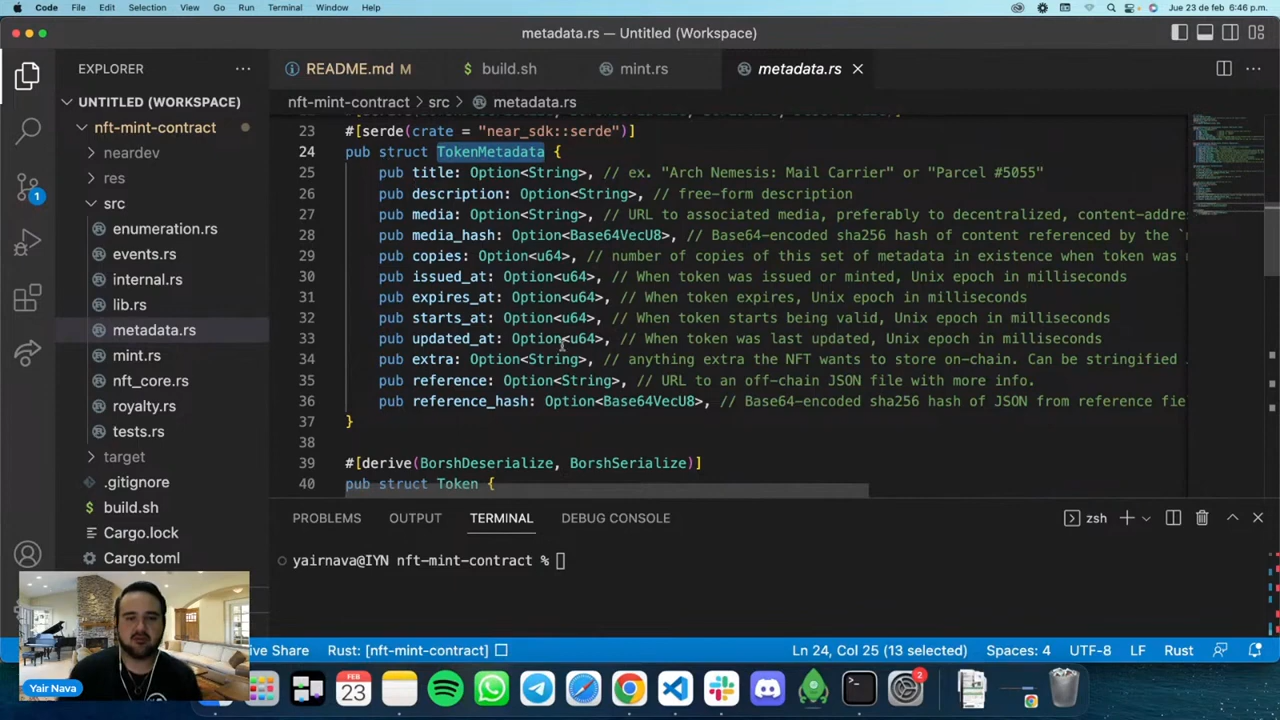 Code File Edit Selection View Go Run Terminal Window Help Jue 23 de feb 6:46 p.m.
metadata.rs — Untitled (Workspace)
EXPLORER
README.md M
build.sh
mint.rs
metadata.rs
UNTITLED (WORKSPACE)
nft-mint-contract
neardev
res
src
enumeration.rs
events.rs
internal.rs
lib.rs
metadata.rs
mint.rs
nft_core.rs
royalty.rs
tests.rs
target
.gitignore
build.sh
Cargo.lock
Cargo.toml
1
nft-mint-contract > src > metadata.rs
23 #[serde(crate = "near_sdk::serde")]
24 pub struct TokenMetadata {
25 pub title: Option<String>, // ex. "Arch Nemesis: Mail Carrier" or "Parcel #5055"
26 pub description: Option<String>, // free-form description
27 pub media: Option<String>, // URL to associated media, preferably to decentralized, content-addre
28 pub media_hash: Option<Base64VecU8>, // Base64-encoded sha256 hash of content referenced by the `
29 pub copies: Option<u64>, // number of copies of this set of metadata in existence when token was
30 pub issued_at: Option<u64>, // When token was issued or minted, Unix epoch in milliseconds
31 pub expires_at: Option<u64>, // When token expires, Unix epoch in milliseconds
32 pub starts_at: Option<u64>, // When token starts being valid, Unix epoch in milliseconds
33 pub updated_at: Option<u64>, // When token was last updated, Unix epoch in milliseconds
34 pub extra: Option<String>, // anything extra the NFT wants to store on-chain. Can be stringified
35 pub reference: Option<String>, // URL to an off-chain JSON file with more info.
36 pub reference_hash: Option<Base64VecU8>, // Base64-encoded sha256 hash of JSON from reference fie
37 }
38
39 #[derive(BorshDeserialize, BorshSerialize)]
40 pub struct Token {
PROBLEMS OUTPUT TERMINAL DEBUG CONSOLE zsh
yairnava@IYN nft-mint-contract %
Yair Nava
Live Share Rust: [nft-mint-contract] Ln 24, Col 25 (13 selected) Spaces: 4 UTF-8 LF Rust
FEB
23
2